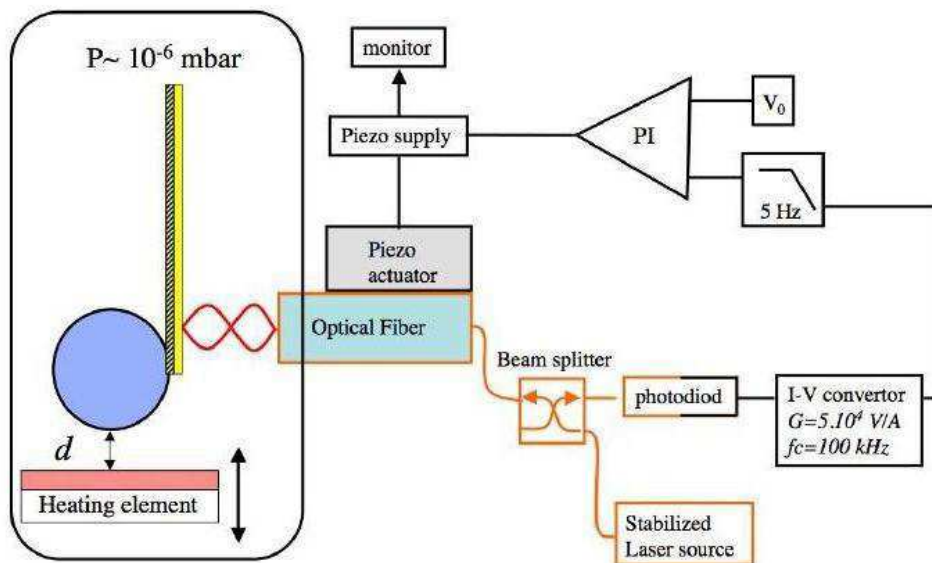 P~ 10⁻⁶ mbar
monitor
Piezo supply
PI
V₀
5 Hz
Piezo
actuator
Optical Fiber
Beam splitter
photodiod
I-V convertor
G=5.10⁴ V/A
fc=100 kHz
d
Heating element
Stabilized
Laser source